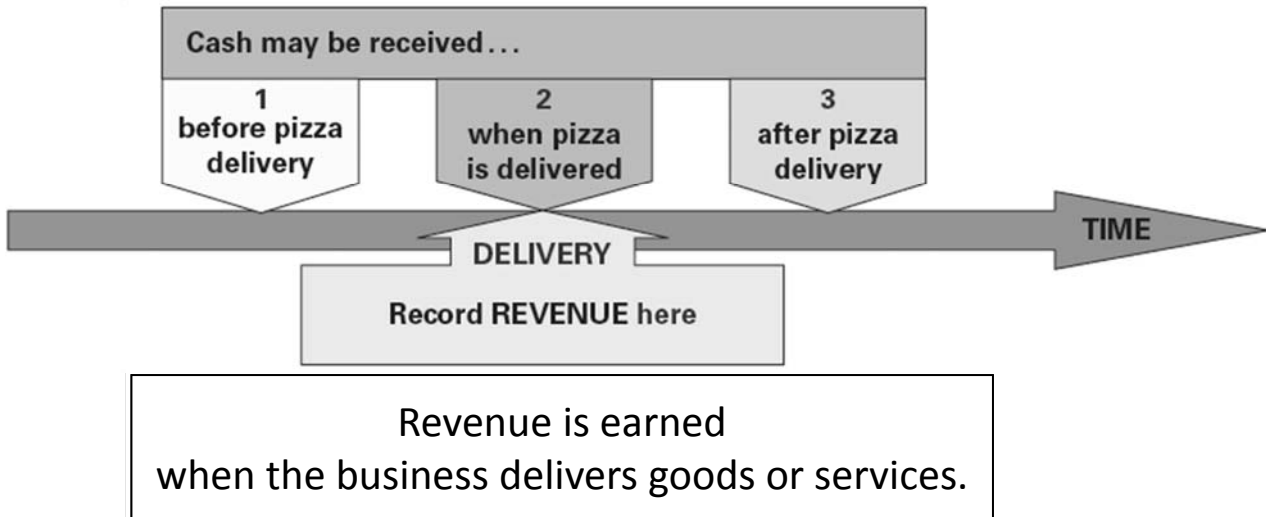 Cash may be received...
1
before pizza
delivery
2
when pizza
is delivered
3
after pizza
delivery
TIME
DELIVERY
Record REVENUE here
Revenue is earned
when the business delivers goods or services.